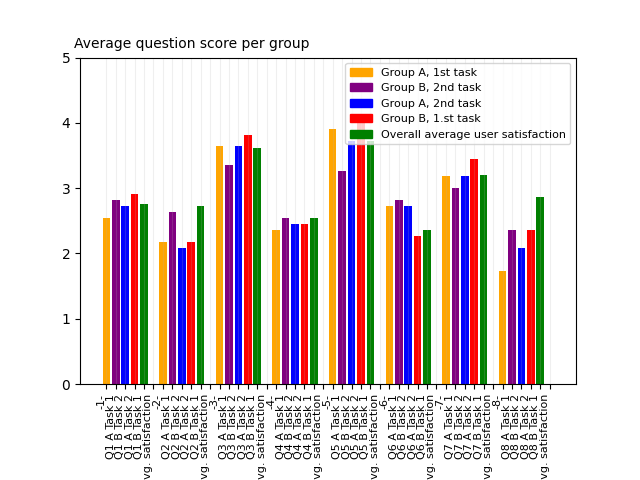 Average question score per group
5
4
3
2
1
0
Group A, 1st task
Group B, 2nd task
Group A, 2nd task
Group B, 1.st task
Overall average user satisfaction
-1-
Q1 A Task 1
Q1 B Task 2
Q1 A Task 2
Q1 B Task 1
vg. satisfaction
-2-
Q2 A Task 1
Q2 B Task 2
Q2 A Task 2
Q2 B Task 1
vg. satisfaction
-3-
Q3 A Task 1
Q3 B Task 2
Q3 A Task 2
Q3 B Task 1
vg. satisfaction
-4-
Q4 A Task 1
Q4 B Task 2
Q4 A Task 2
Q4 B Task 1
vg. satisfaction
-5-
Q5 A Task 1
Q5 B Task 2
Q5 A Task 2
Q5 B Task 1
vg. satisfaction
-6-
Q6 A Task 1
Q6 B Task 2
Q6 A Task 2
Q6 B Task 1
vg. satisfaction
-7-
Q7 A Task 1
Q7 B Task 2
Q7 A Task 2
Q7 B Task 1
vg. satisfaction
-8-
Q8 A Task 1
Q8 B Task 2
Q8 A Task 2
Q8 B Task 1
vg. satisfaction